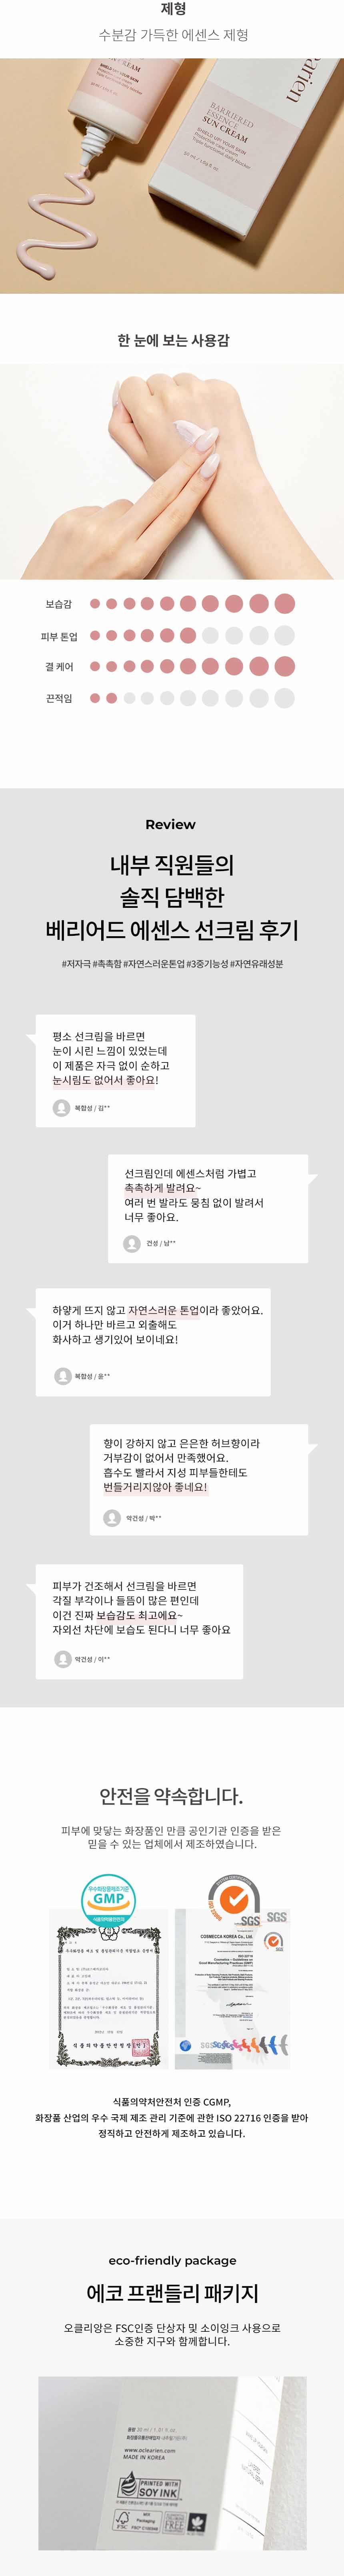 제형
수분감 가득한 에센스 제형
arien
BARRIERED
ESSENCE
SUN CREAM
SHIELD UP! YOUR SKIN
한 눈에 보는 사용감
보습감
피부 톤업
결 케어
끈적임
Review
내부 직원들의
솔직 담백한
베리어드 에센스 선크림 후기
#저자극 #촉촉함 #자연스러운톤업 #3중기능성 #자연유래성분
평소 선크림을 바르면
눈이 시린 느낌이 있었는데
이 제품은 자극 없이 순하고
눈시림도 없어서 좋아요!
복합성 / 김**
선크림인데 에센스처럼 가볍고
촉촉하게 발려요~
여러 번 발라도 뭉침 없이 발려서
너무 좋아요.
건성 / 남**
하얗게 뜨지 않고 자연스러운 톤업이라 좋았어요.
이거 하나만 바르고 외출해도
화사하고 생기있어 보이네요!
복합성 / 윤**
향이 강하지 않고 은은한 허브향이라
거부감이 없어서 만족했어요.
흡수도 빨라서 지성 피부들한테도
번들거리지않아 좋네요!
악건성 / 박**
피부가 건조해서 선크림을 바르면
각질 부각이나 들뜸이 많은 편인데
이건 진짜 보습감도 최고에요~
자외선 차단에 보습도 된다니 너무 좋아요
악건성 / 이**
안전을 약속합니다.
피부에 맞닿는 화장품인 만큼 공인기관 인증을 받은
믿을 수 있는 업체에서 제조하였습니다.
우수화장품제조기준
GMP
식품의약품안전처
SGS
SGS
COSMECCA KOREA Co., Ltd.
식품의약처안전처 인증 CGMP,
화장품 산업의 우수 국제 제조 관리 기준에 관한 ISO 22716 인증을 받아
정직하고 안전하게 제조하고 있습니다.
eco-friendly package
에코 프랜들리 패키지
오클리앙은 FSC인증 단상자 및 소이잉크 사용으로
소중한 지구와 함께합니다.
www.oclearien.com
MADE IN KOREA
PRINTED WITH
SOY INK
FSC
MIX
Packaging